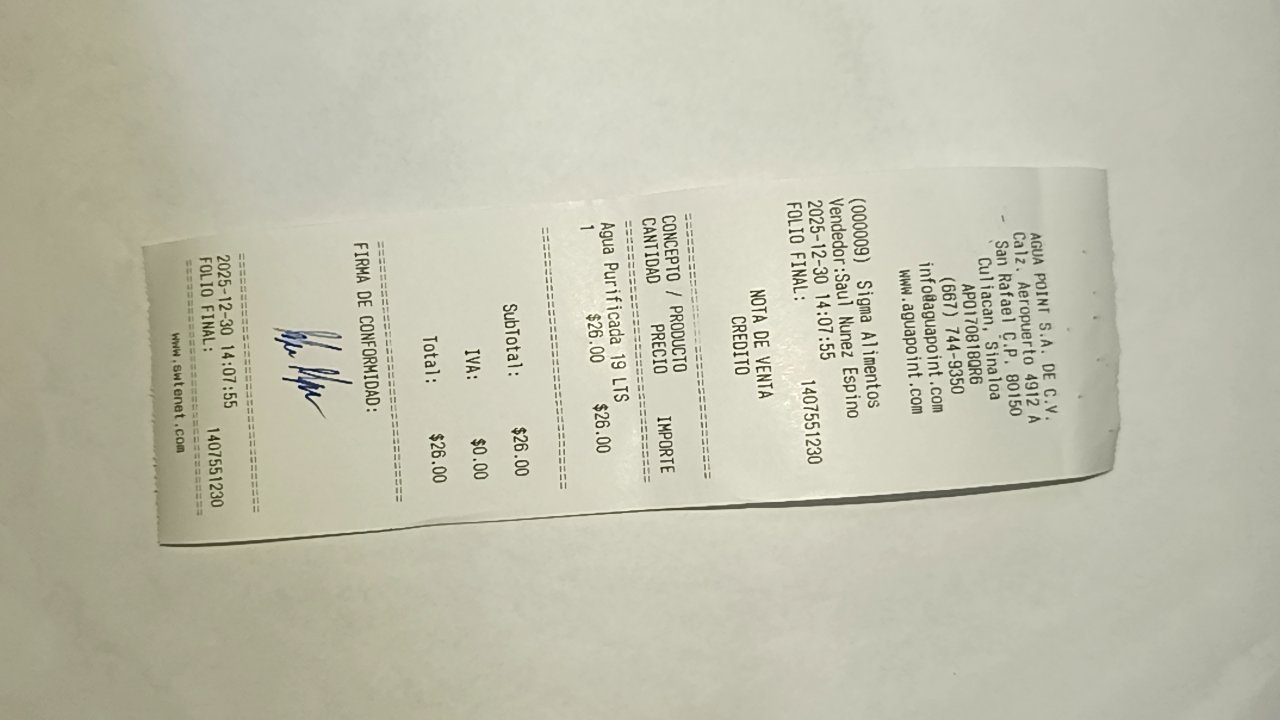 AGUA POINT S.A. DE C.V.
Calz. Aeropuerto 4912 A
- San Rafael C.P. 80150
Culiacan, Sinaloa
APO170818QR6
(667) 744-9350
info@aguapoint.com
www.aguapoint.com
(000009) Sigma Alimentos
Vendedor:Saul Nunez Espino
2025-12-30 14:07:55
FOLIO FINAL: 1407551230
NOTA DE VENTA
CREDITO
==============================
CONCEPTO / PRODUCTO
CANTIDAD PRECIO IMPORTE
==============================
Agua Purificada 19 LTS
1 $26.00 $26.00
==============================
SubTotal: $26.00
IVA: $0.00
Total: $26.00
==============================
FIRMA DE CONFORMIDAD:
==============================
2025-12-30 14:07:55
FOLIO FINAL: 1407551230
==============================
www.swtenet.com